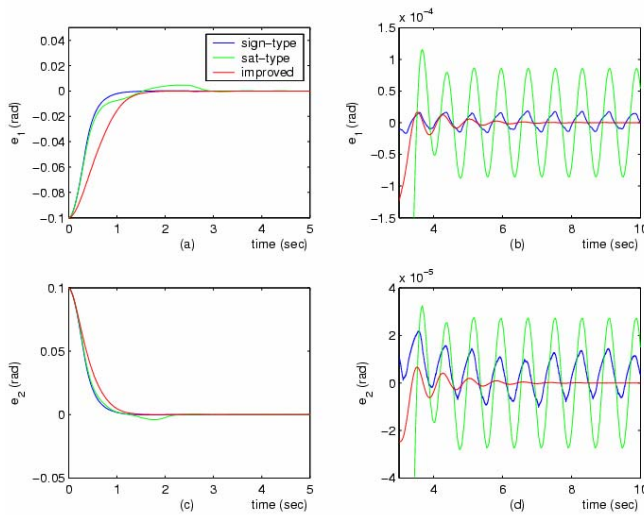 0.04
0.02
0
-0.02
-0.04
-0.06
-0.08
-0.1
e1 (rad)
sign-type
sat-type
improved
0 1 2 3 4 5
(a) time (sec)
x 10^-4
1.5
1
0.5
0
-0.5
-1
-1.5
e1 (rad)
4 6 8 10
(b) time (sec)
0.1
0.05
0
-0.05
e2 (rad)
0 1 2 3 4 5
(c) time (sec)
x 10^-5
4
2
0
-2
-4
e2 (rad)
4 6 8 10
(d) time (sec)